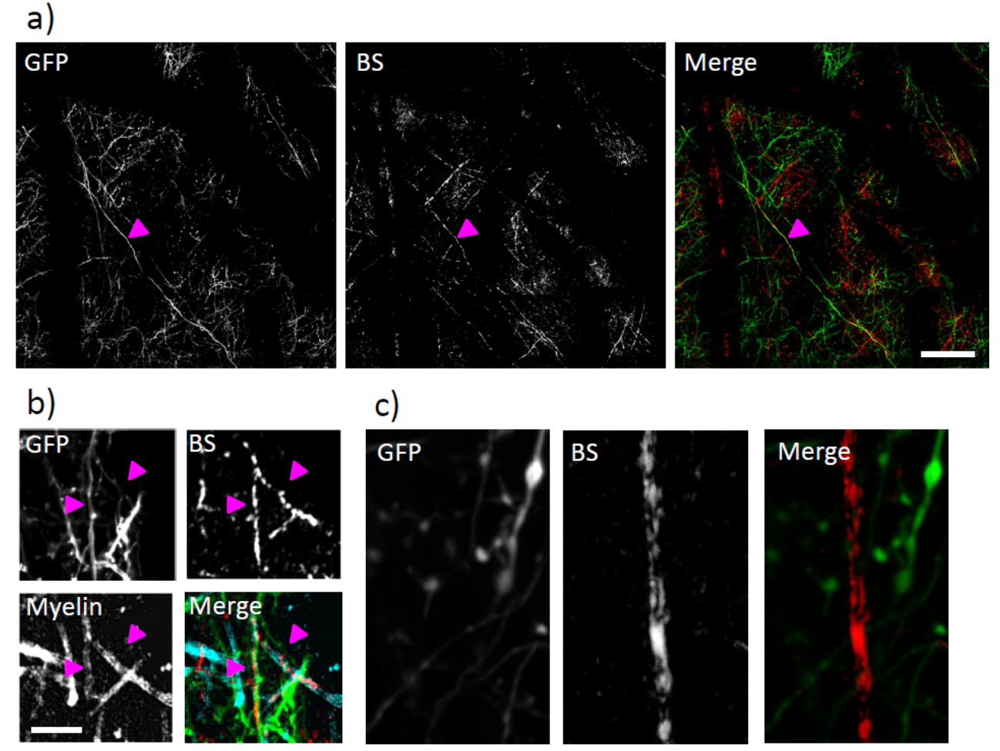 a)
GFP
BS
Merge
b)
c)
GFP
BS
GFP
BS
Merge
Myelin
Merge